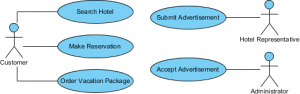 Search Hotel
Submit Advertisement
Hotel Representative
Make Reservation
Customer
Order Vacation Package
Accept Advertisement
Administrator